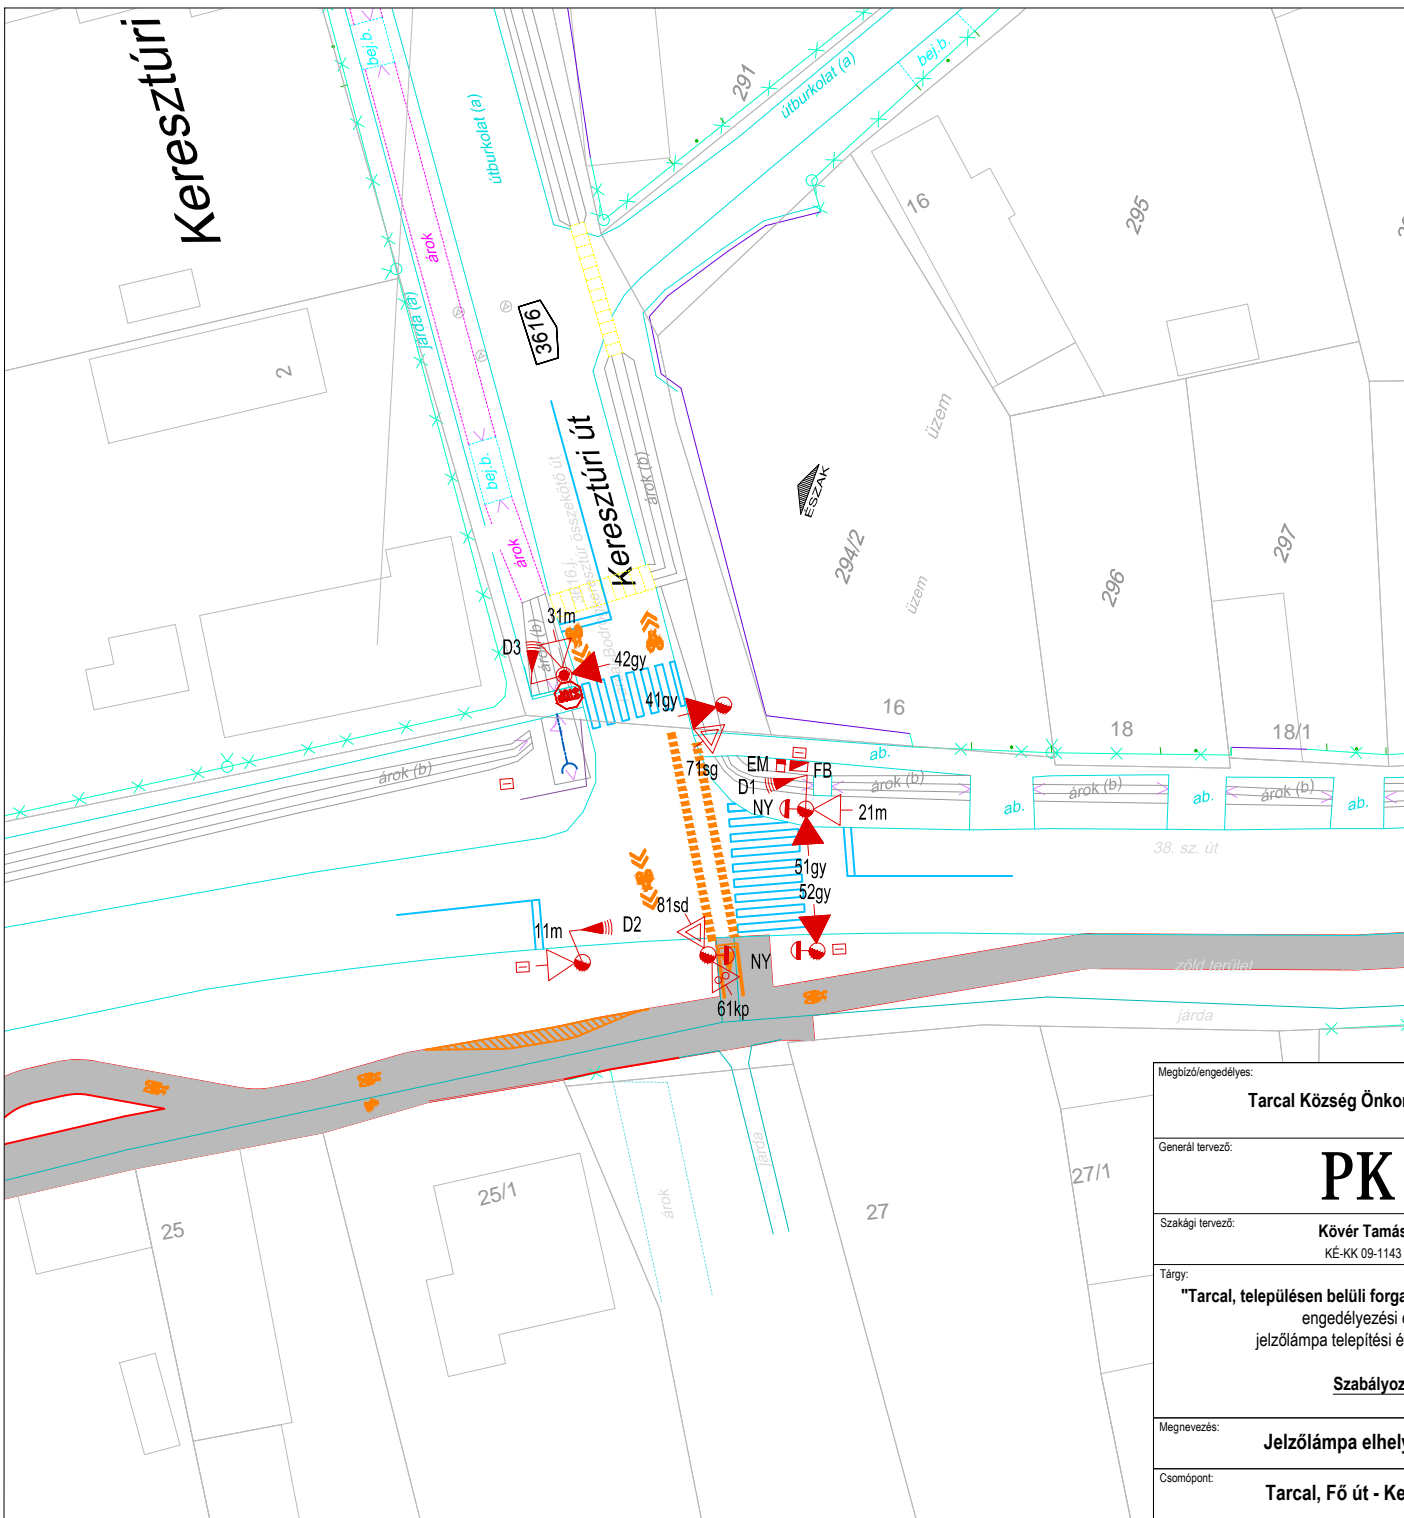 Keresztúri
bej.b.
útburkolat (a)
291
útburkolat (a)
bej.b.
árok
járda (a)
16
295
3616
2
Keresztúri út
bej.b.
árok (b)
üzem
ÉSZAK
294/2
297
296
üzem
árok
3616.j.
31m
D3
árok (b)
42gy
41gy
16
18
18/1
71sg
EM
FB
D1
NY
ab.
árok (b)
árok (b)
árok (b)
ab.
ab.
ab.
árok (b)
21m
38. sz. út
51gy
52gy
81sd
11m
D2
NY
61kp
zöld terület
járda
járda
árok
25
25/1
27
27/1
Megbízó/engedélyes:
Tarcal Község Önkor
Generál tervező:
PK
Szakági tervező:
Kövér Tamás
KÉ-KK 09-1143
Tárgy:
"Tarcal, településen belüli forga
engedélyezési
jelzőlámpa telepítési é
Szabályoz
Megnevezés:
Jelzőlámpa elhely
Csomópont:
Tarcal, Fő út - Ke